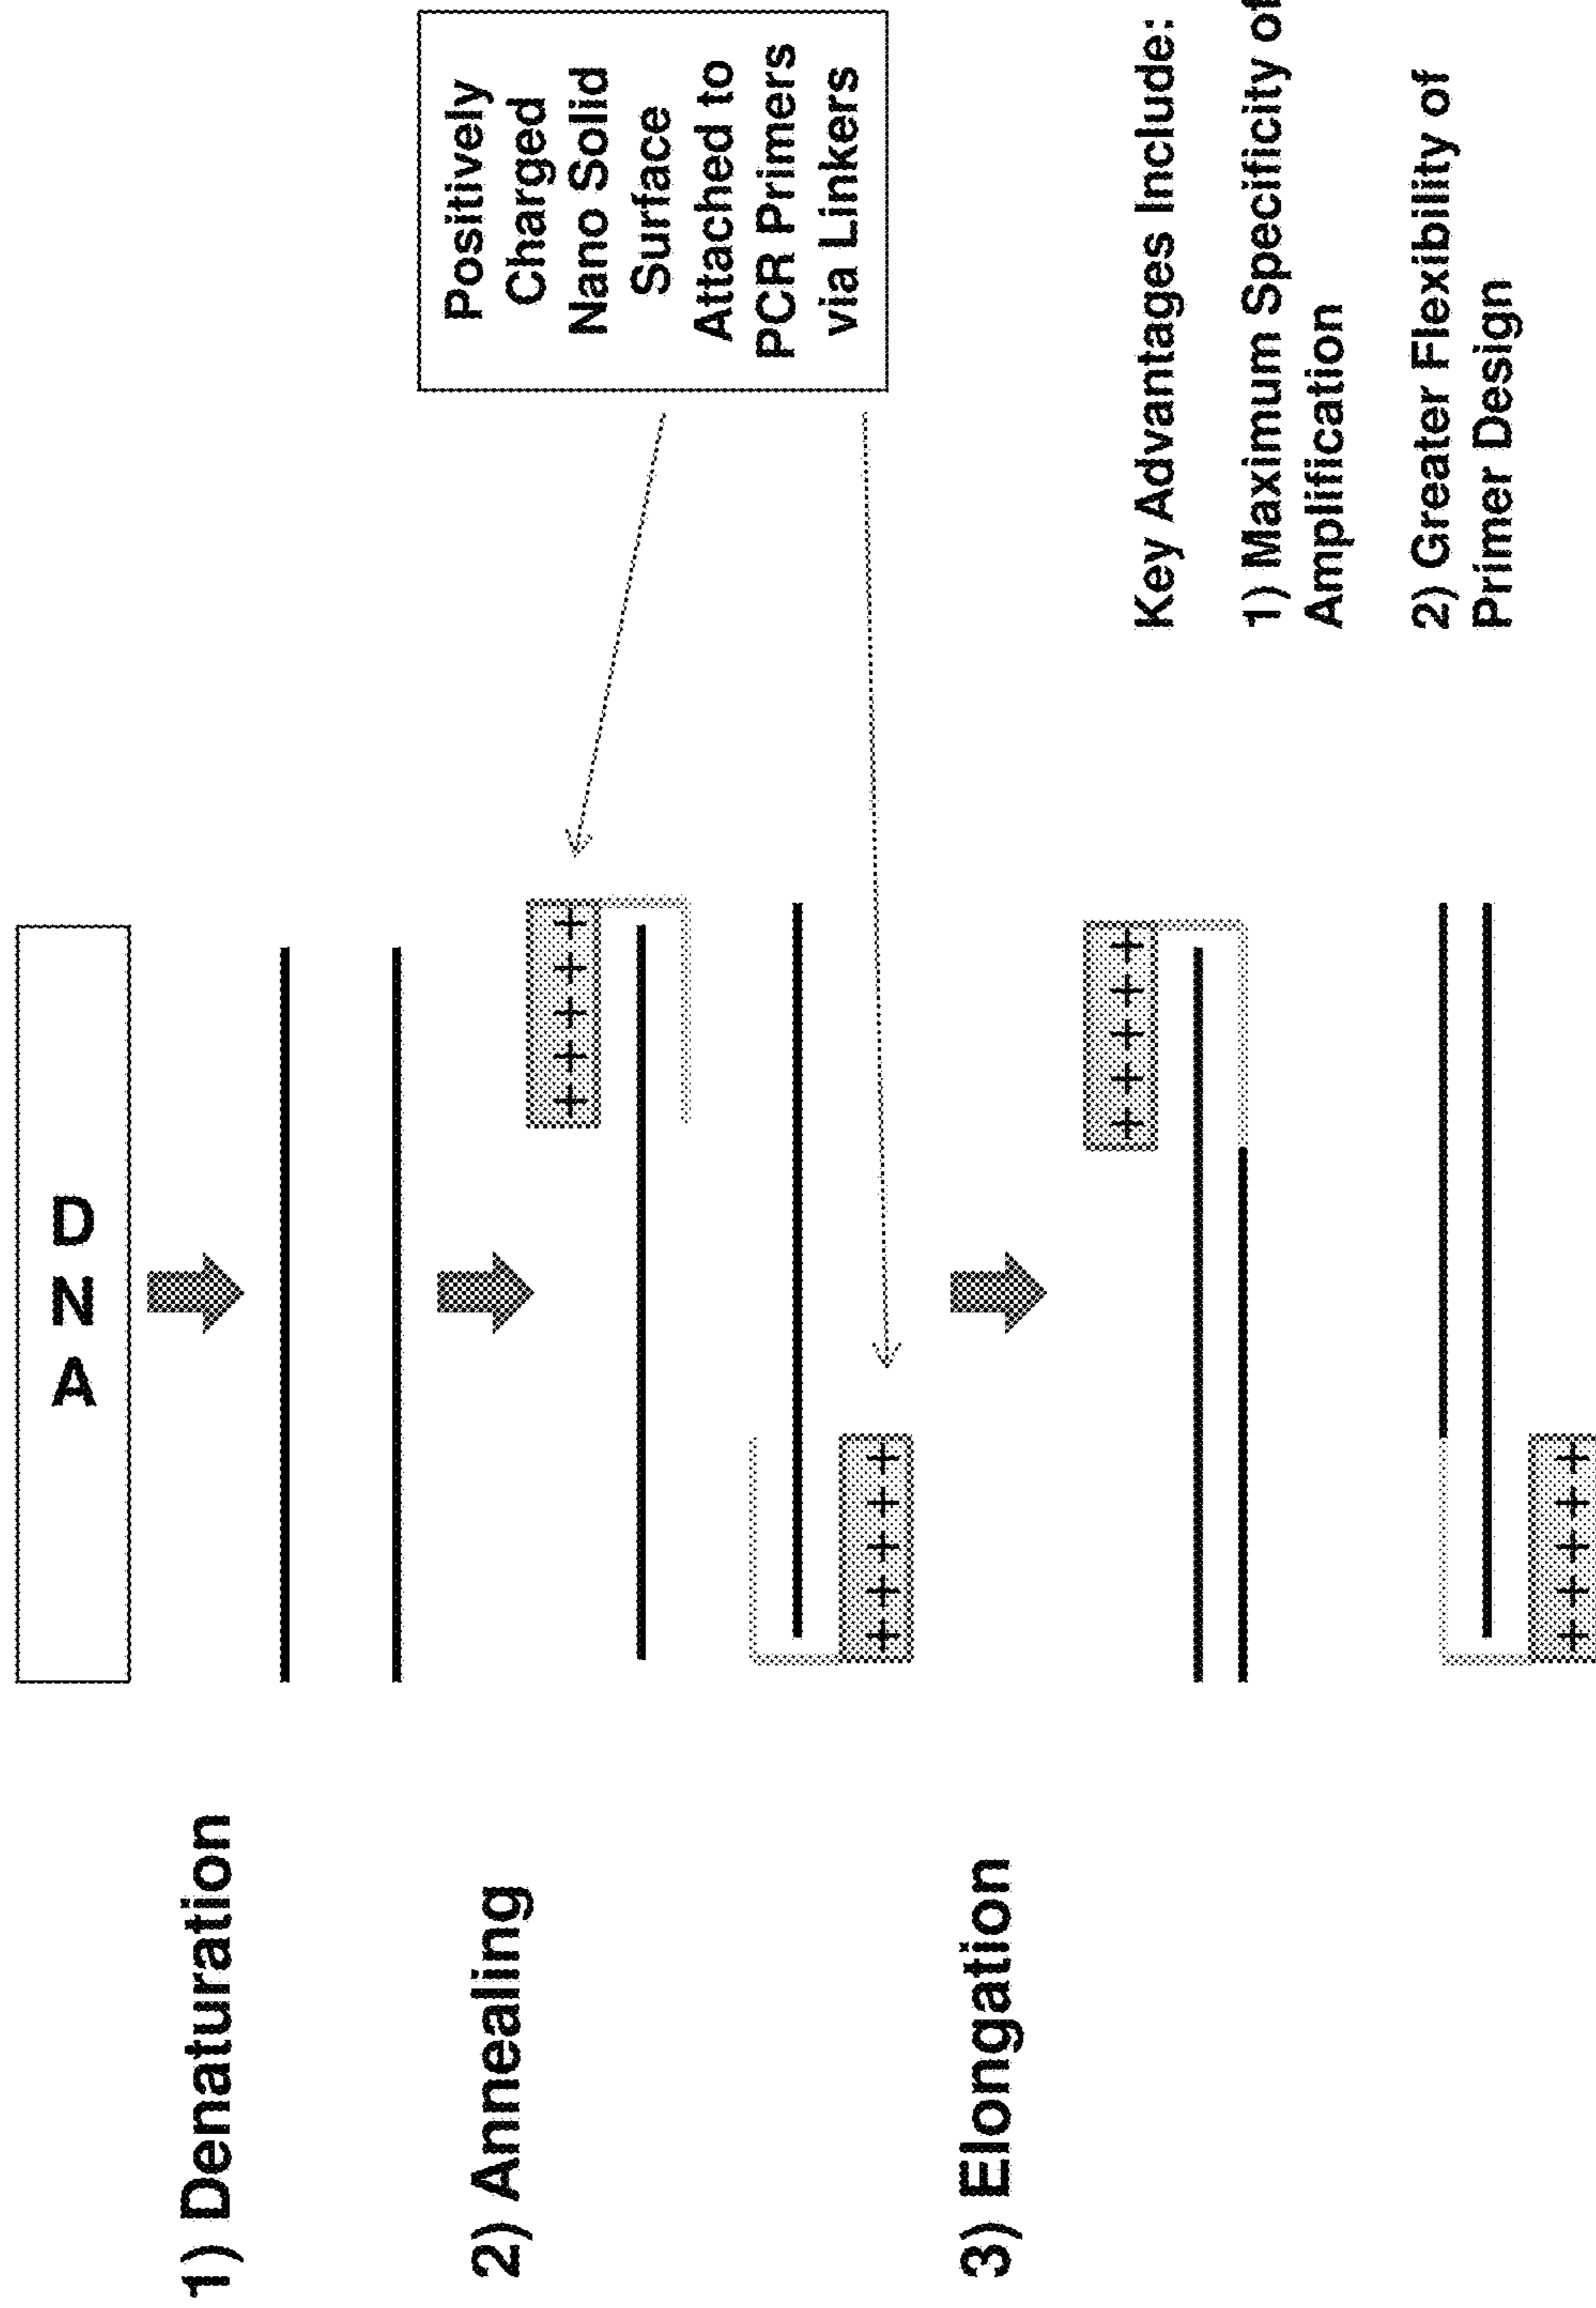 DNA
1) Denaturation
2) Annealing
+++++
+++++
Positively
Charged
Nano Solid
Surface
Attached to
PCR Primers
via Linkers
3) Elongation
+++++
+++++
Key Advantages Include:
1) Maximum Specificity of
Amplification
2) Greater Flexibility of
Primer Design